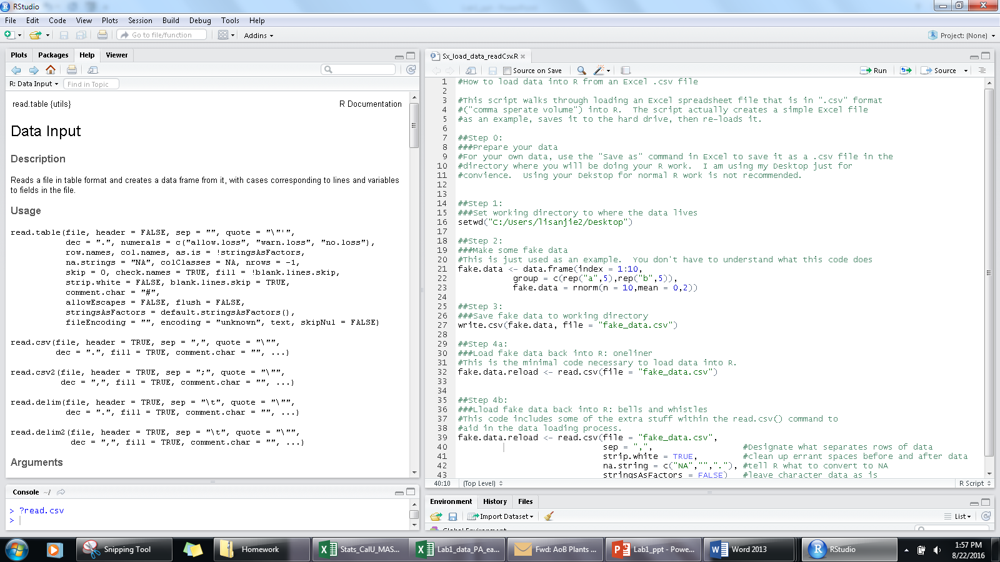 RStudio
File Edit Code View Plots Session Build Debug Tools Help
Go to file/function Addins Project: (None)
Plots Packages Help Viewer
R: Data Input Find in Topic
read.table {utils} R Documentation
Data Input
Description
Reads a file in table format and creates a data frame from it, with cases corresponding to lines and variables
to fields in the file.
Usage
read.table(file, header = FALSE, sep = "", quote = "\"'",
dec = ".", numerals = c("allow.loss", "warn.loss", "no.loss"),
row.names, col.names, as.is = !stringsAsFactors,
na.strings = "NA", colClasses = NA, nrows = -1,
skip = 0, check.names = TRUE, fill = !blank.lines.skip,
strip.white = FALSE, blank.lines.skip = TRUE,
comment.char = "#",
allowEscapes = FALSE, flush = FALSE,
stringsAsFactors = default.stringsAsFactors(),
fileEncoding = "", encoding = "unknown", text, skipNul = FALSE)
read.csv(file, header = TRUE, sep = ",", quote = "\"",
dec = ".", fill = TRUE, comment.char = "", ...)
read.csv2(file, header = TRUE, sep = ";", quote = "\"",
dec = ",", fill = TRUE, comment.char = "", ...)
read.delim(file, header = TRUE, sep = "\t", quote = "\"",
dec = ".", fill = TRUE, comment.char = "", ...)
read.delim2(file, header = TRUE, sep = "\t", quote = "\"",
dec = ",", fill = TRUE, comment.char = "", ...)
Arguments
Console ~/
> ?read.csv
>
Sx_load_data_readCsv.R
Source on Save Run Source
1 #How to load data into R from an Excel .csv file
2
3 #This script walks through loading an Excel spreadsheet file that is in ".csv" format
4 #("comma sperate volume") into R. The script actually creates a simple Excel file
5 #as an example, saves it to the hard drive, then re-loads it.
6
7 ##Step 0:
8 ###Prepare your data
9 #For your own data, use the "Save as" command in Excel to save it as a .csv file in the
10 #directory where you will be doing your R work. I am using my Desktop just for
11 #convience. Using your Dekstop for normal R work is not recommended.
12
13
14 ##Step 1:
15 ###Set working directory to where the data lives
16 setwd("C:/Users/lisanjie2/Desktop")
17
18 ##Step 2:
19 ###Make some fake data
20 #This is just used as an example. You don't have to understand what this code does
21 fake.data <- data.frame(index = 1:10,
22 group = c(rep("a",5),rep("b",5)),
23 fake.data = rnorm(n = 10,mean = 0,2))
24
25 ##Step 3:
26 ###Save fake data to working directory
27 write.csv(fake.data, file = "fake_data.csv")
28
29 ##Step 4a:
30 ###Load fake data back into R: oneliner
31 #This is the minimal code necessary to load data into R.
32 fake.data.reload <- read.csv(file = "fake_data.csv")
33
34
35 ##Step 4b:
36 ###Lload fake data back into R: bells and whistles
37 #This code includes some of the extra stuff within the read.csv() command to
38 #aid in the data loading process.
39 fake.data.reload <- read.csv(file = "fake_data.csv",
40 sep = ",", #Designate what separates rows of data
41 strip.white = TRUE, #clean up errant spaces before and after data
42 na.string = c("NA","","."), #tell R what to convert to NA
43 stringsAsFactors = FALSE) #leave character data as is
40:10 (Top Level) R Script
Environment History Files
Import Dataset List
Global Environment
Snipping Tool Homework Stats_CalU_MAS... Lab1_data_PA_ea... Fwd: AoB Plants ... Lab1_ppt - Powe... Word 2013 RStudio
1:57 PM
8/22/2016